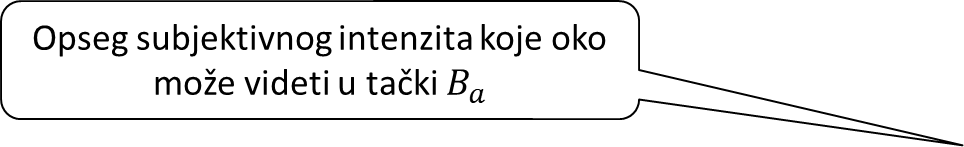 Opseg subjektivnog intenzita koje oko
može videti u tački $B_a$